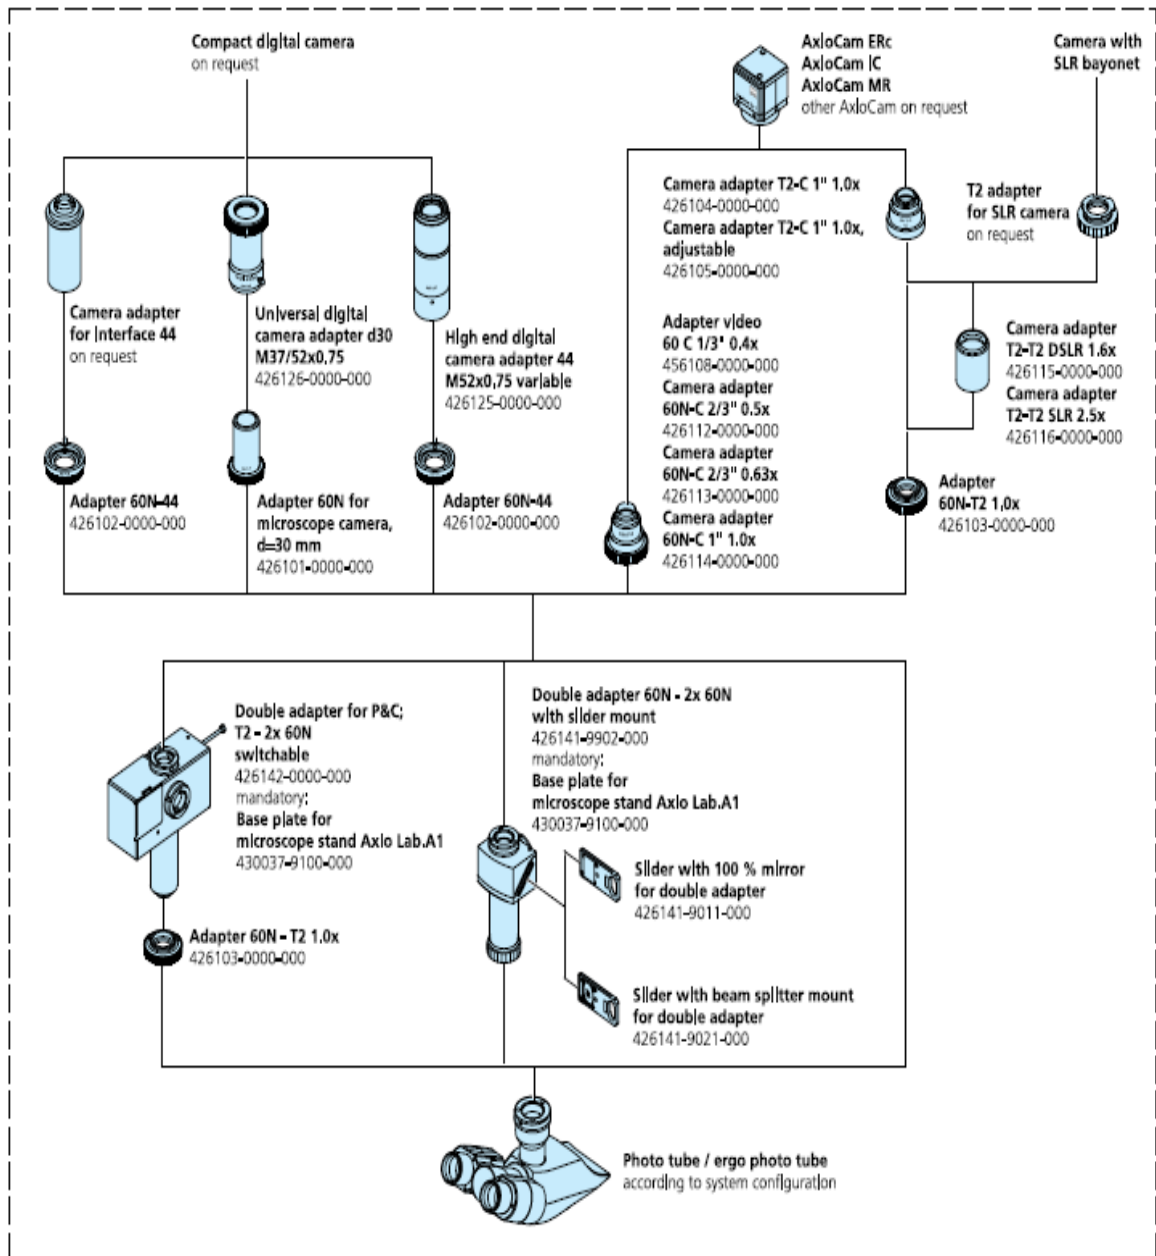 Compact digital camera
on request
AxioCam ERc
AxioCam IC
AxioCam MR
other AxioCam on request
Camera with
SLR bayonet
Camera adapter T2-C 1" 1,0x
426104-0000-000
Camera adapter T2-C 1" 1.0x,
adjustable
426105-0000-000
T2 adapter
for SLR camera
on request
Camera adapter
for Interface 44
on request
Universal digital
camera adapter d30
M37/52x0,75
426126-0000-000
High end digital
camera adapter 44
M52x0,75 variable
426125-0000-000
Adapter video
60 C 1/3" 0.4x
456108-0000-000
Camera adapter
60N-C 2/3" 0.5x
426112-0000-000
Camera adapter
60N-C 2/3" 0.63x
426113-0000-000
Camera adapter
60N-C 1" 1.0x
426114-0000-000
Camera adapter
T2-T2 DSLR 1.6x
426115-0000-000
Camera adapter
T2-T2 SLR 2.5x
426116-0000-000
Adapter 60N-44
426102-0000-000
Adapter 60N for
microscope camera,
d=30 mm
426101-0000-000
Adapter 60N-44
426102-0000-000
Adapter
60N-T2 1,0x
426103-0000-000
Double adapter for P&C;
T2 - 2x 60N
switchable
426142-0000-000
mandatory:
Base plate for
microscope stand Axio Lab.A1
430037-9100-000
Double adapter 60N - 2x 60N
with slider mount
426141-9902-000
mandatory:
Base plate for
microscope stand Axio Lab.A1
430037-9100-000
Slider with 100 % mirror
for double adapter
426141-9011-000
Adapter 60N - T2 1.0x
426103-0000-000
Slider with beam splitter mount
for double adapter
426141-9021-000
Photo tube / ergo photo tube
according to system configuration